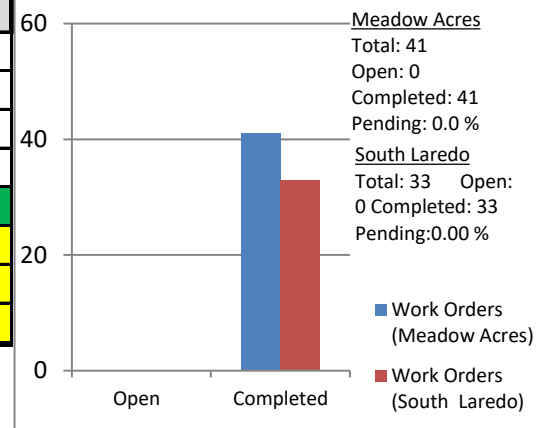 60
40
20
0
Open
Completed
Meadow Acres
Total: 41
Open: 0
Completed: 41
Pending: 0.0 %
South Laredo
Total: 33 Open:
0 Completed: 33
Pending:0.00 %
Work Orders
(Meadow Acres)
Work Orders
(South Laredo)